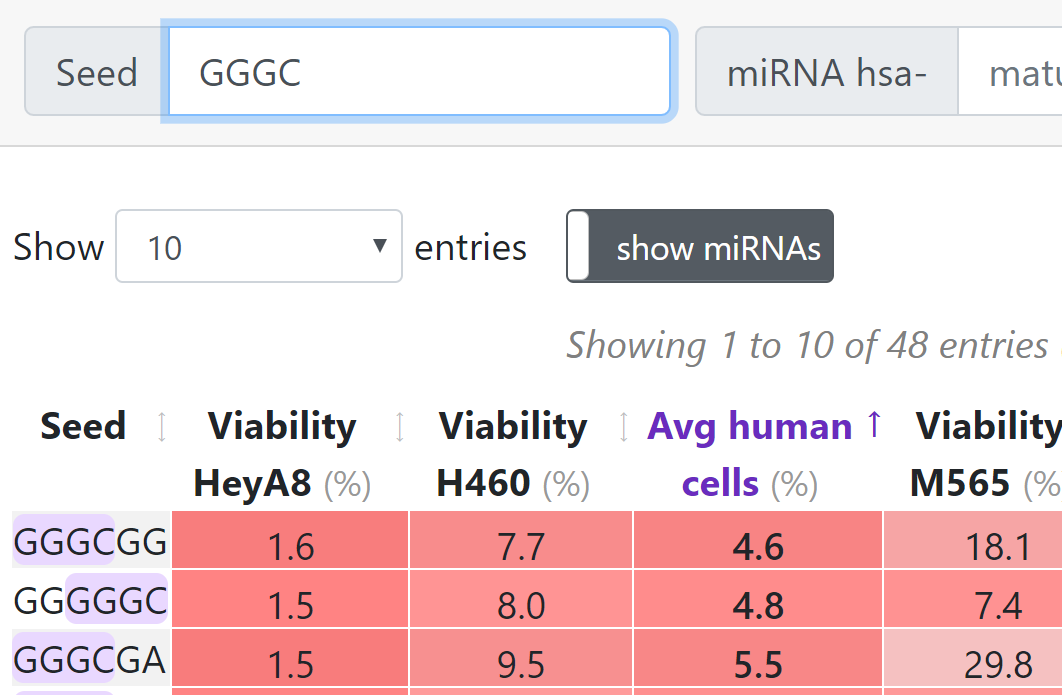 Seed GGGC miRNA hsa- matu
Show 10 entries show miRNAs
Showing 1 to 10 of 48 entries
Seed Viability Viability Avg human Viability
HeyA8 (%) H460 (%) cells (%) M565 (%
GGGCGG 1.6 7.7 4.6 18.1
GGGGGC 1.5 8.0 4.8 7.4
GGGCGA 1.5 9.5 5.5 29.8